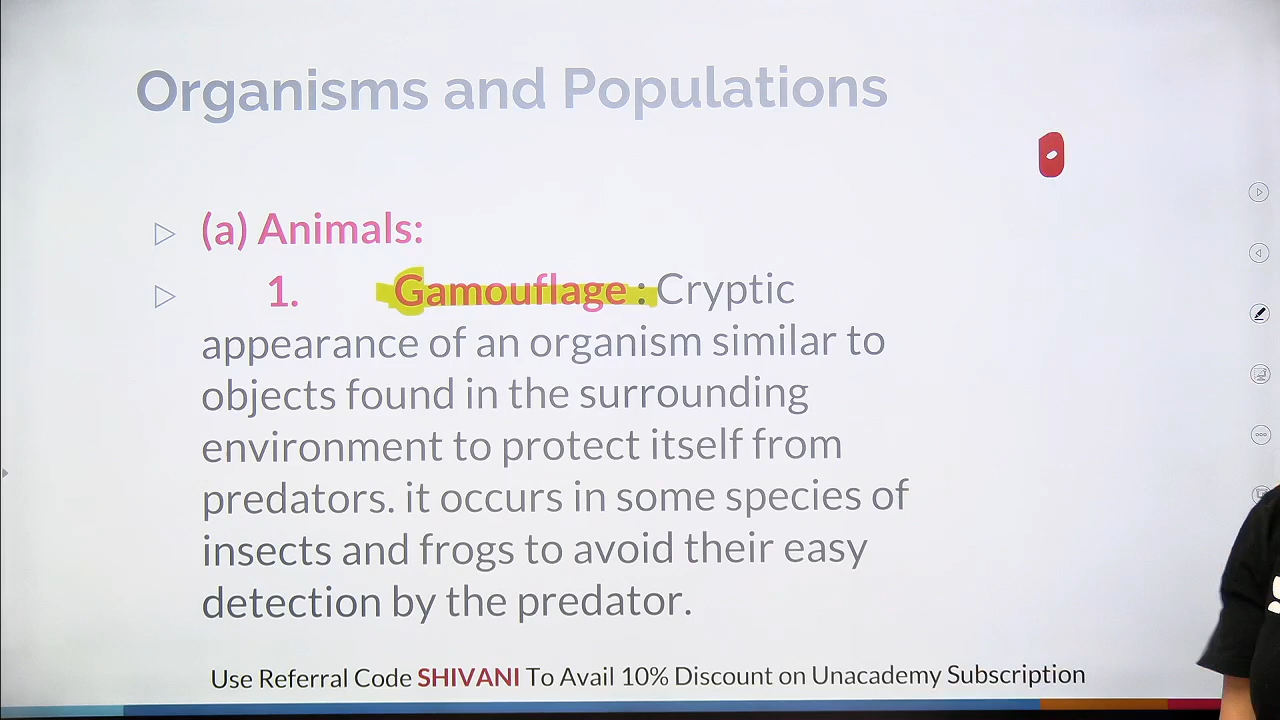 Organisms and Populations
(a) Animals:
1. Gamouflage : Cryptic
appearance of an organism similar to
objects found in the surrounding
environment to protect itself from
predators. it occurs in some species of
insects and frogs to avoid their easy
detection by the predator.
Use Referral Code SHIVANI To Avail 10% Discount on Unacademy Subscription